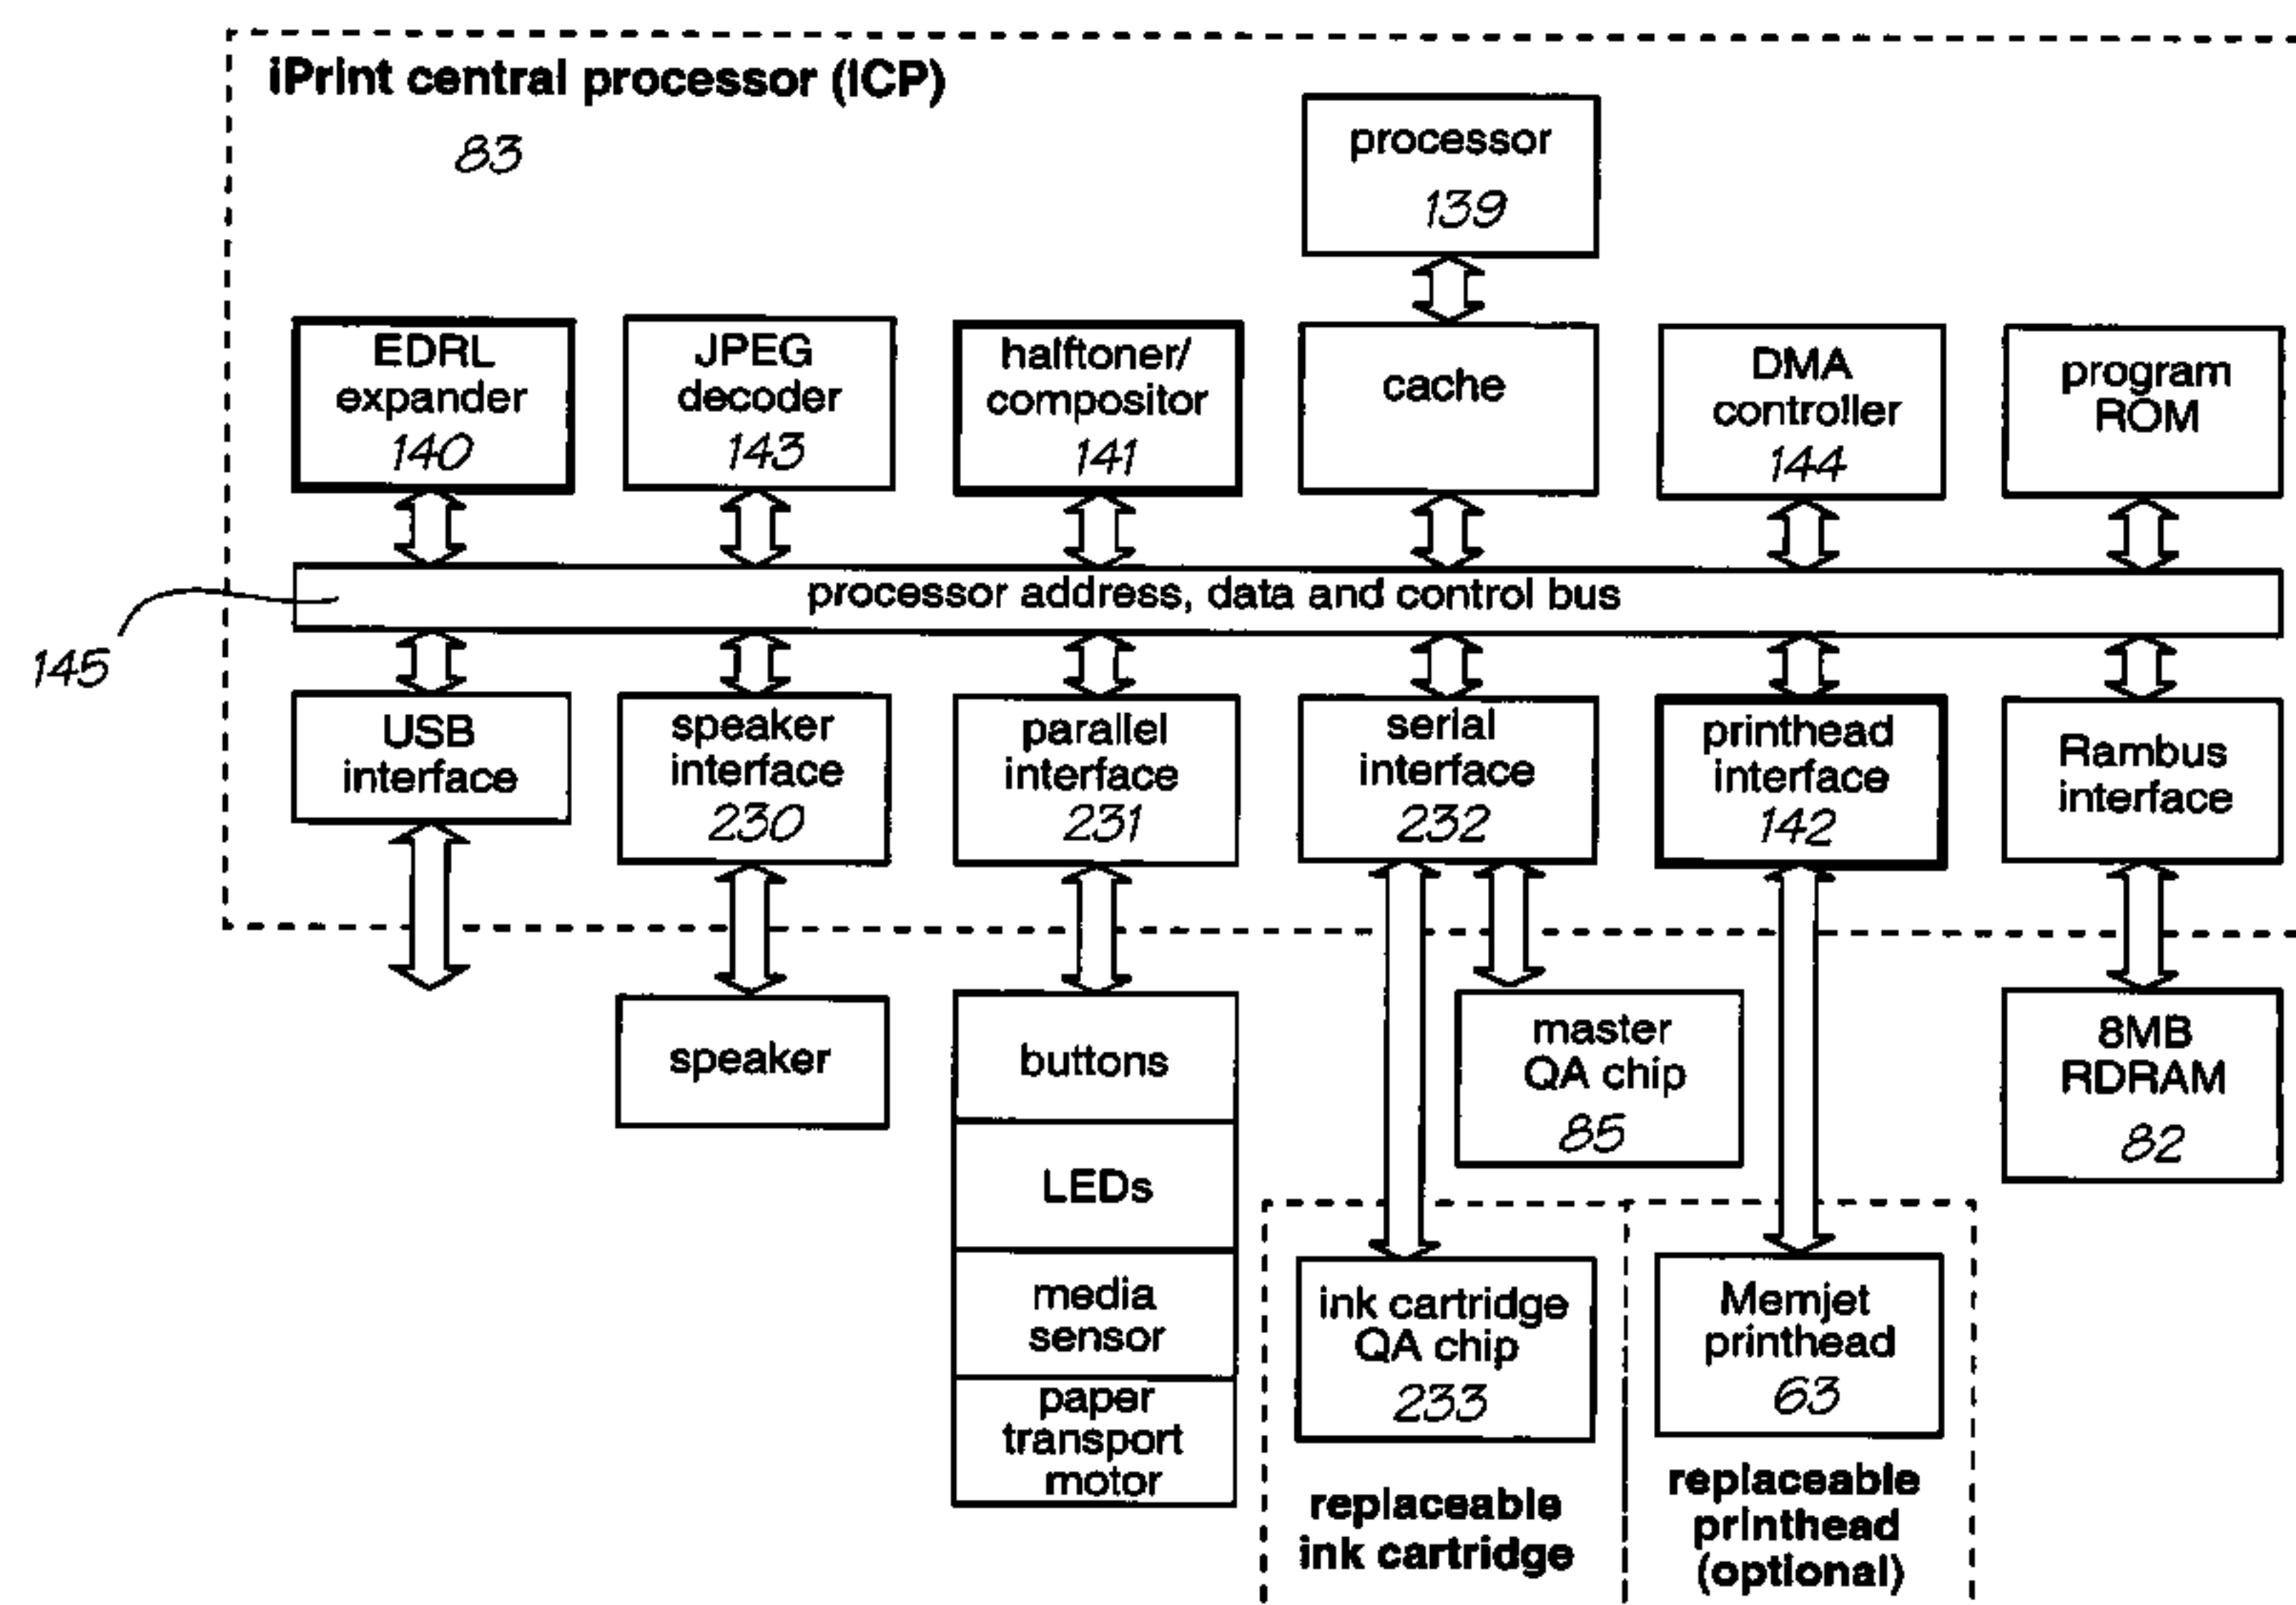 iPrint central processor (ICP)
83
processor
139
EDRL
expander
140
JPEG
decoder
143
halftoner/
compositor
141
cache
DMA
controller
144
program
ROM
processor address, data and control bus
145
USB
interface
speaker
interface
230
parallel
interface
231
serial
interface
232
printhead
interface
142
Rambus
interface
speaker
buttons
LEDs
media
sensor
paper
transport
motor
master
QA chip
85
8MB
RDRAM
82
ink cartridge
QA chip
233
replaceable
ink cartridge
Memjet
printhead
63
replaceable
printhead
(optional)